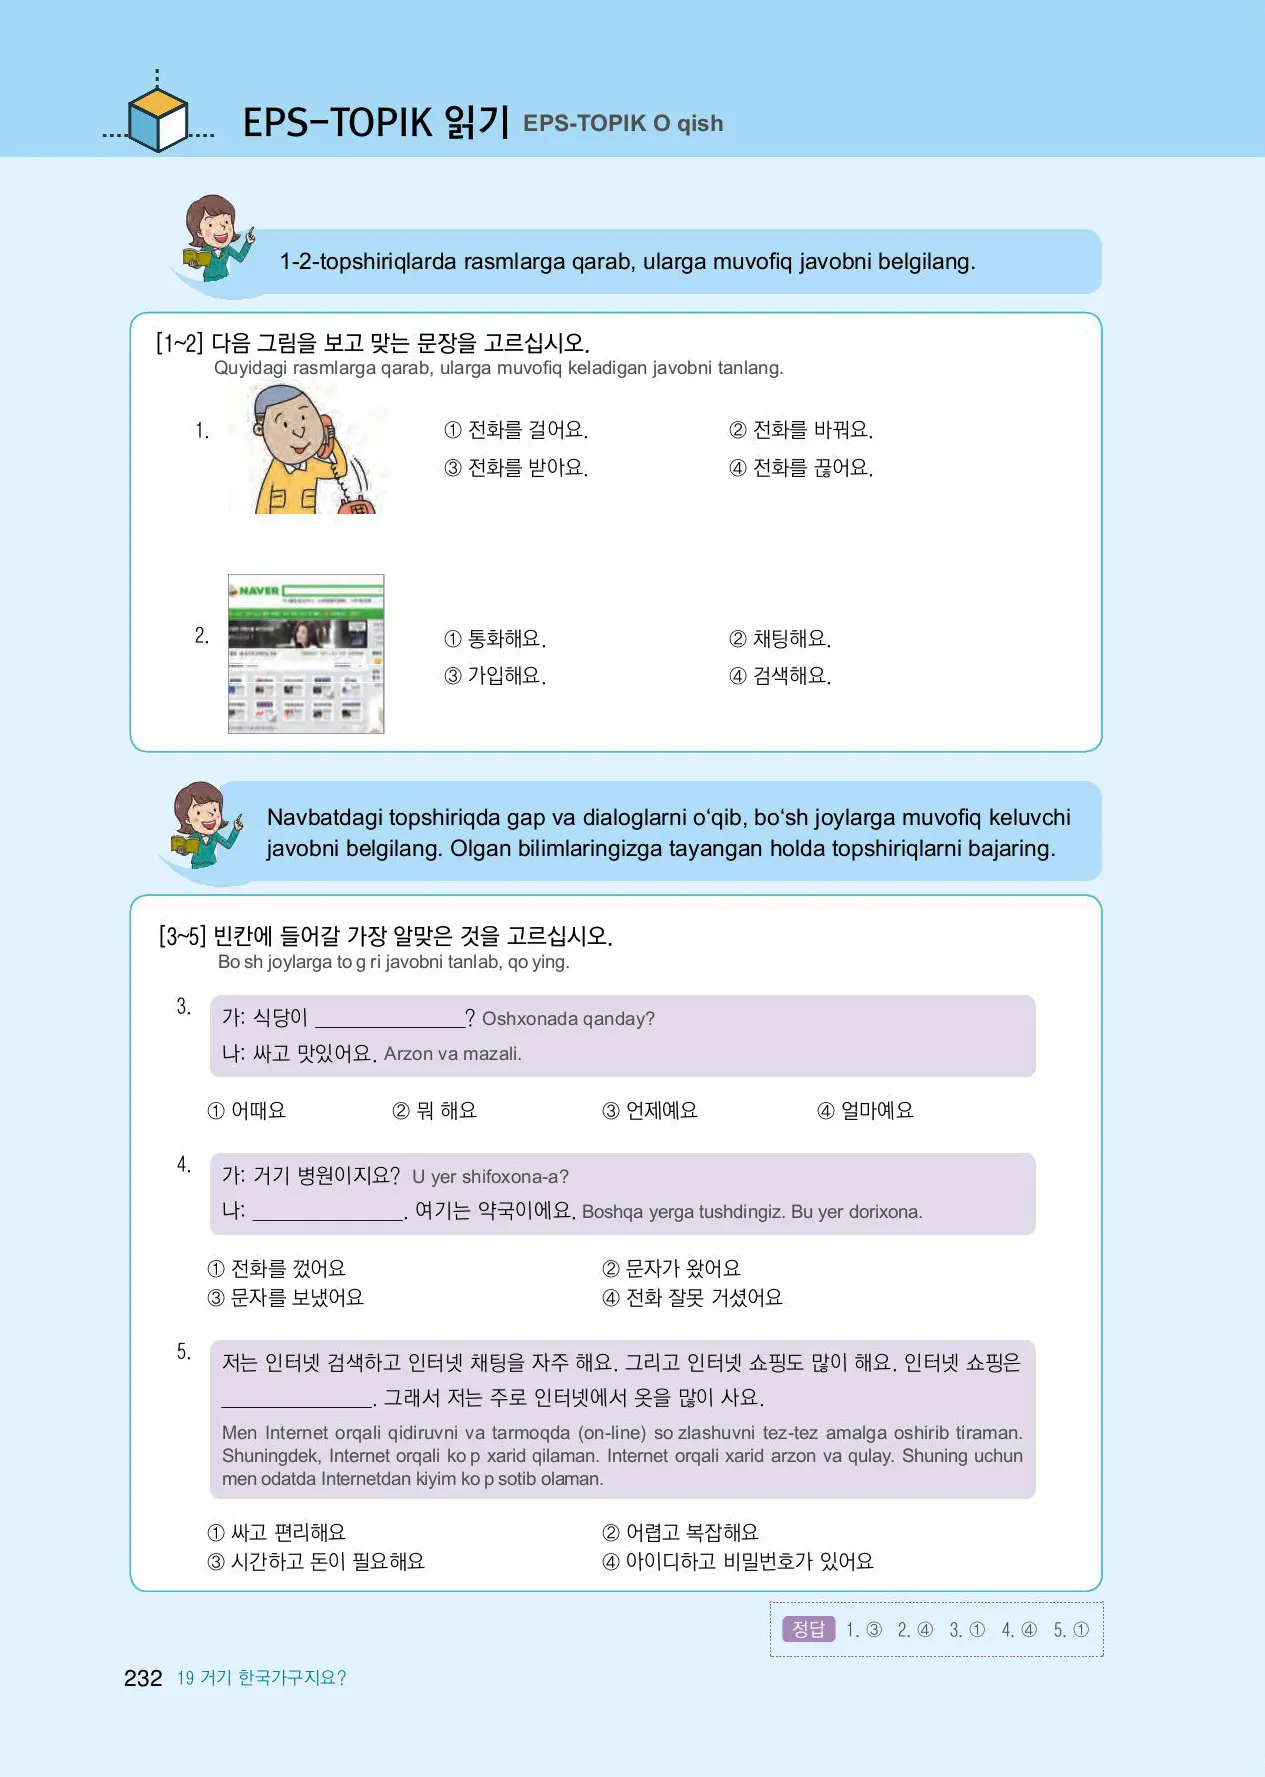 EPS-TOPIK 읽기 EPS-TOPIK O qish
1-2-topshiriqlarda rasmlarga qarab, ularga muvofiq javobni belgilang.
[1~2] 다음 그림을 보고 맞는 문장을 고르십시오.
Quyidagi rasmlarga qarab, ularga muvofiq keladigan javobni tanlang.
1.
① 전화를 걸어요. ② 전화를 바꿔요.
③ 전화를 받아요. ④ 전화를 끊어요.
NAVER
2.
① 통화해요. ② 채팅해요.
③ 가입해요. ④ 검색해요.
Navbatdagi topshiriqda gap va dialoglarni o‘qib, bo‘sh joylarga muvofiq keluvchi
javobni belgilang. Olgan bilimlaringizga tayangan holda topshiriqlarni bajaring.
[3~5] 빈칸에 들어갈 가장 알맞은 것을 고르십시오.
Bo sh joylarga to g ri javobni tanlab, qo ying.
3.
가: 식당이 ______________? Oshxonada qanday?
나: 싸고 맛있어요. Arzon va mazali.
① 어때요 ② 뭐 해요 ③ 언제예요 ④ 얼마예요
4.
가: 거기 병원이지요? U yer shifoxona-a?
나: ______________. 여기는 약국이에요. Boshqa yerga tushdingiz. Bu yer dorixona.
① 전화를 껐어요 ② 문자가 왔어요
③ 문자를 보냈어요 ④ 전화 잘못 거셨어요
5.
저는 인터넷 검색하고 인터넷 채팅을 자주 해요. 그리고 인터넷 쇼핑도 많이 해요. 인터넷 쇼핑은
______________. 그래서 저는 주로 인터넷에서 옷을 많이 사요.
Men Internet orqali qidiruvni va tarmoqda (on-line) so zlashuvni tez-tez amalga oshirib tiraman.
Shuningdek, Internet orqali ko p xarid qilaman. Internet orqali xarid arzon va qulay. Shuning uchun
men odatda Internetdan kiyim ko p sotib olaman.
① 싸고 편리해요 ② 어렵고 복잡해요
③ 시간하고 돈이 필요해요 ④ 아이디하고 비밀번호가 있어요
정답 1. ③ 2. ④ 3. ① 4. ④ 5. ①
232 19 거기 한국가구지요?